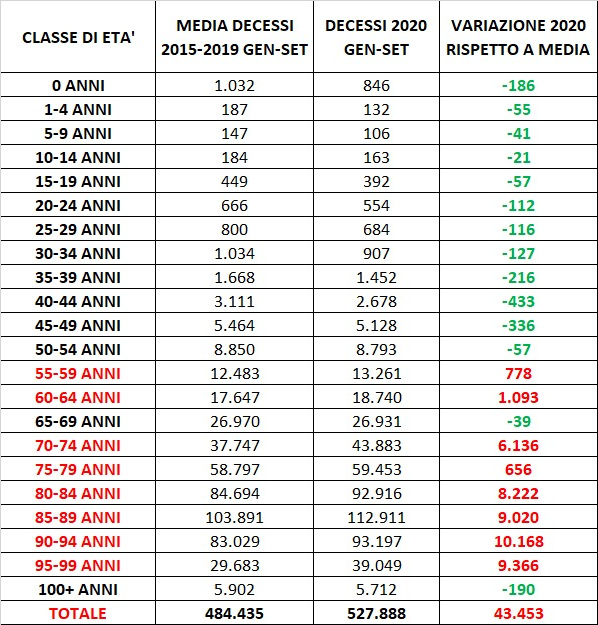 CLASSE DI ETA' MEDIA DECESSI 2015-2019 GEN-SET DECESSI 2020 GEN-SET VARIAZIONE 2020 RISPETTO A MEDIA
0 ANNI 1.032 846 -186
1-4 ANNI 187 132 -55
5-9 ANNI 147 106 -41
10-14 ANNI 184 163 -21
15-19 ANNI 449 392 -57
20-24 ANNI 666 554 -112
25-29 ANNI 800 684 -116
30-34 ANNI 1.034 907 -127
35-39 ANNI 1.668 1.452 -216
40-44 ANNI 3.111 2.678 -433
45-49 ANNI 5.464 5.128 -336
50-54 ANNI 8.850 8.793 -57
55-59 ANNI 12.483 13.261 778
60-64 ANNI 17.647 18.740 1.093
65-69 ANNI 26.970 26.931 -39
70-74 ANNI 37.747 43.883 6.136
75-79 ANNI 58.797 59.453 656
80-84 ANNI 84.694 92.916 8.222
85-89 ANNI 103.891 112.911 9.020
90-94 ANNI 83.029 93.197 10.168
95-99 ANNI 29.683 39.049 9.366
100+ ANNI 5.902 5.712 -190
TOTALE 484.435 527.888 43.453